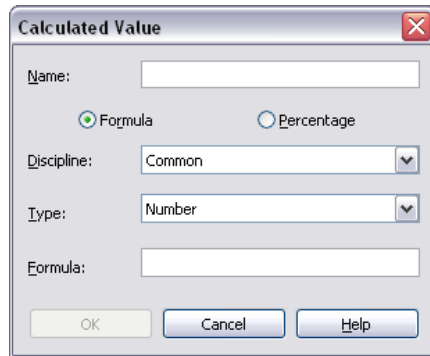 Calculated Value
Name:
Formula Percentage
Discipline: Common
Type: Number
Formula:
OK Cancel Help